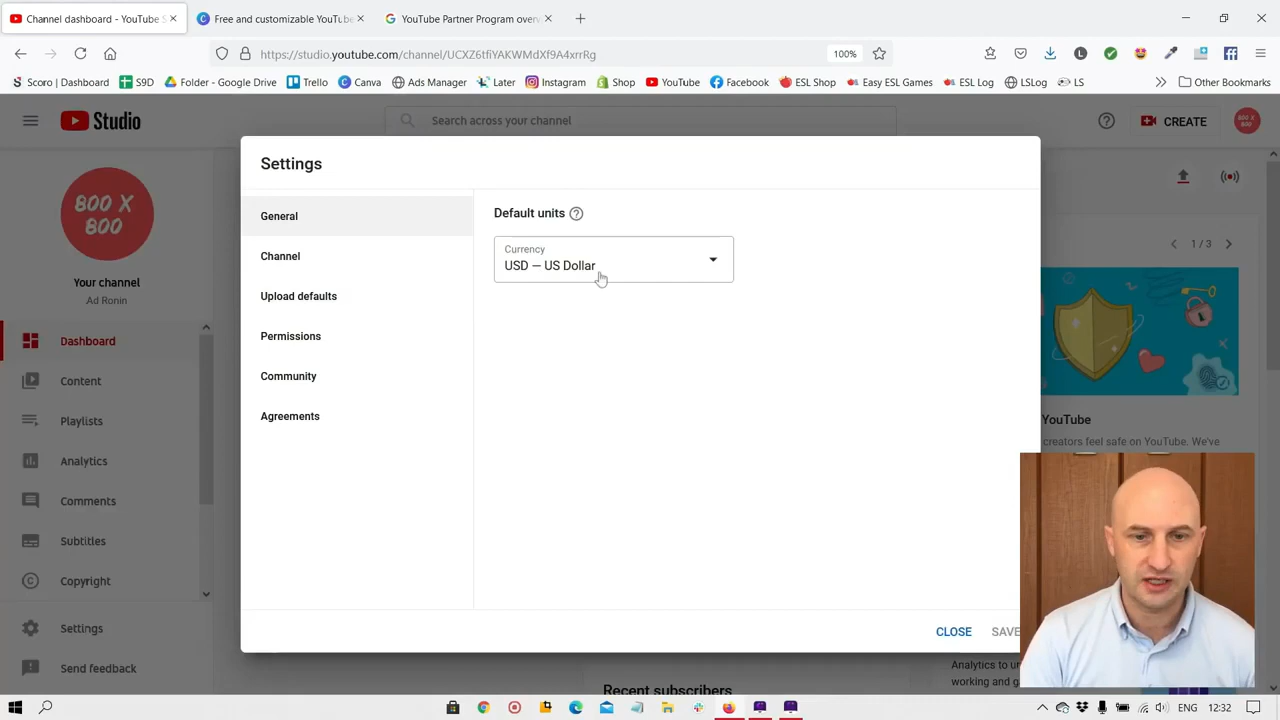 Channel dashboard - YouTube S
Free and customizable YouTube
YouTube Partner Program overv
https://studio.youtube.com/channel/UCXZ6tfiYAKWMdXf9A4xrrRg
100%
Scoro | Dashboard
S9D
Folder - Google Drive
Trello
Canva
Ads Manager
Later
Instagram
Shop
YouTube
Facebook
ESL Shop
Easy ESL Games
ESL Log
LSLog
LS
Other Bookmarks
Studio
Search across your channel
CREATE
800 X
800
800 X
800
Your channel
Ad Ronin
Dashboard
Content
Playlists
Analytics
Comments
Subtitles
Copyright
Settings
Send feedback
Settings
General
Channel
Upload defaults
Permissions
Community
Agreements
Default units
Currency
USD — US Dollar
CLOSE
SAVE
1 / 3
YouTube
creators feel safe on YouTube. We've
Analytics to
working and
Recent subscribers
ENG
12:32